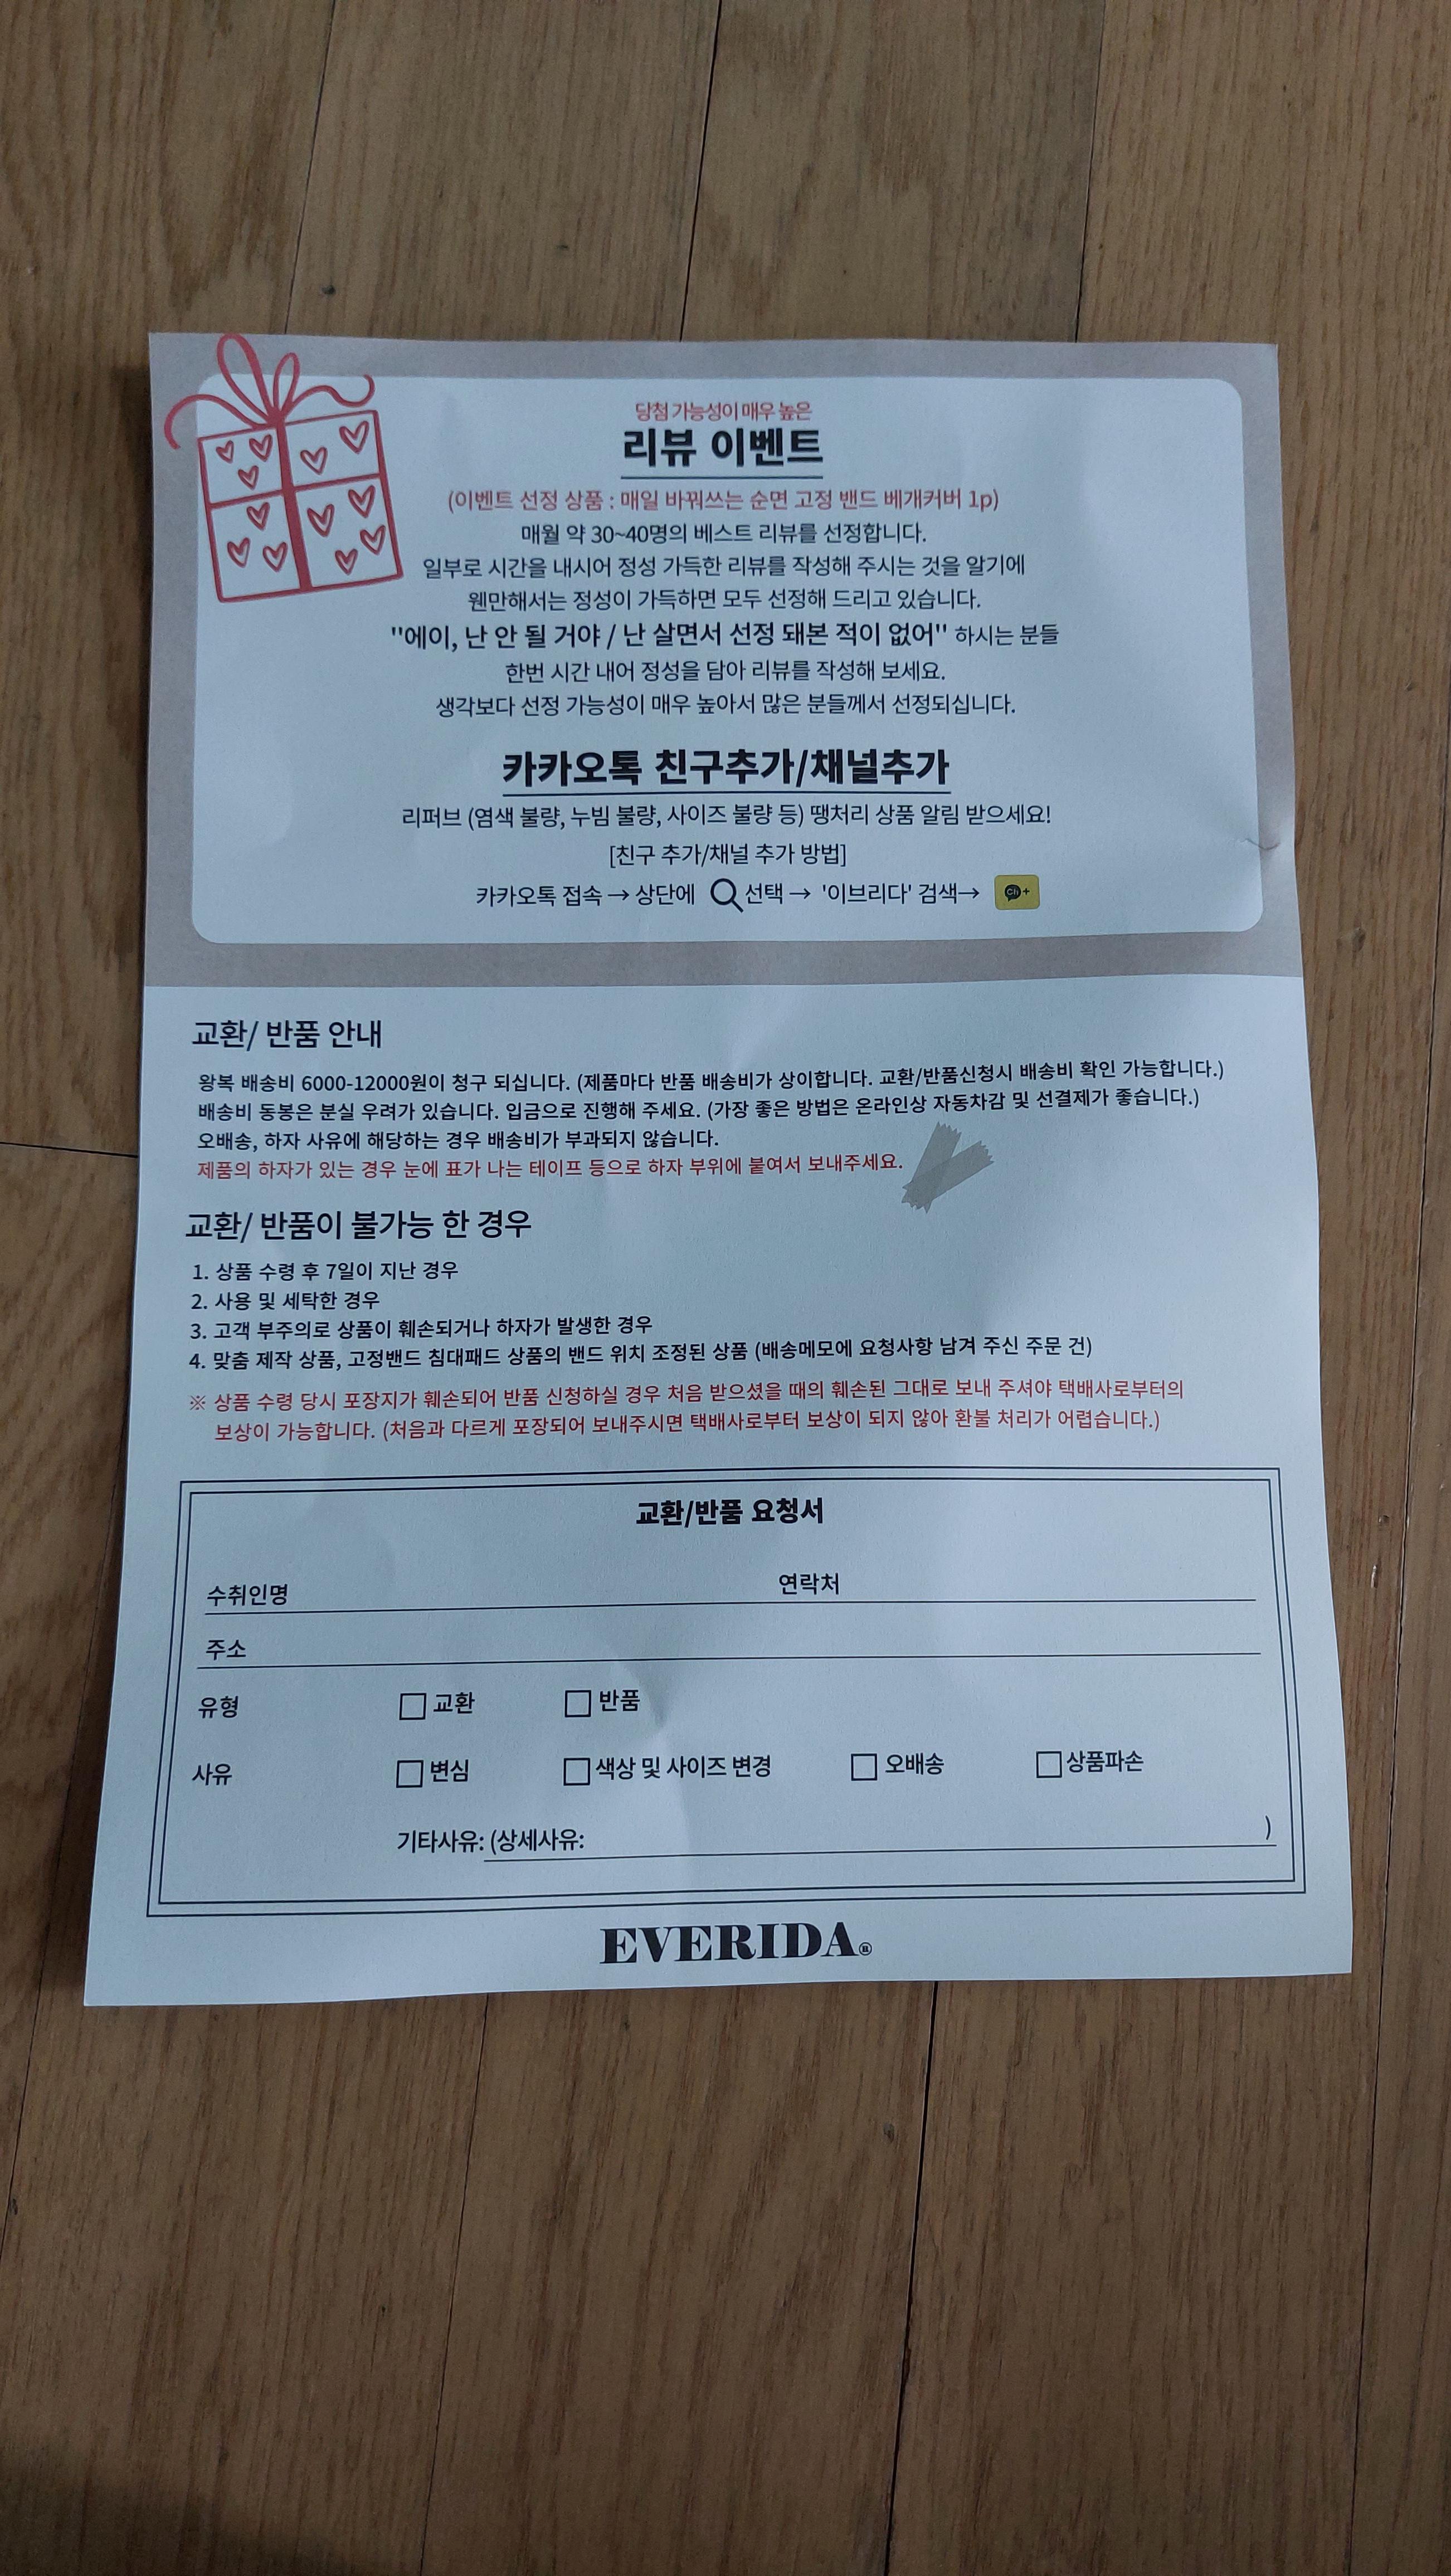 당첨 가능성이 매우 높은
리뷰 이벤트
(이벤트 선정 상품 : 매일 바꿔쓰는 순면 고정 밴드 베개커버 1p)
매월 약 30~40명의 베스트 리뷰를 선정합니다.
일부로 시간을 내시어 정성 가득한 리뷰를 작성해 주시는 것을 알기에
웬만해서는 정성이 가득하면 모두 선정해 드리고 있습니다.
"에이, 난 안 될 거야 / 난 살면서 선정 돼본 적이 없어" 하시는 분들
한번 시간 내어 정성을 담아 리뷰를 작성해 보세요.
생각보다 선정 가능성이 매우 높아서 많은 분들께서 선정되십니다.
카카오톡 친구추가/채널추가
리퍼브 (염색 불량, 누빔 불량, 사이즈 불량 등) 땡처리 상품 알림 받으세요!
[친구 추가/채널 추가 방법]
카카오톡 접속 → 상단에 선택 → '이브리다' 검색→ Ch+
교환/ 반품 안내
왕복 배송비 6000-12000원이 청구 되십니다. (제품마다 반품 배송비가 상이합니다. 교환/반품신청시 배송비 확인 가능합니다.)
배송비 동봉은 분실 우려가 있습니다. 입금으로 진행해 주세요. (가장 좋은 방법은 온라인상 자동차감 및 선결제가 좋습니다.)
오배송, 하자 사유에 해당하는 경우 배송비가 부과되지 않습니다.
제품의 하자가 있는 경우 눈에 표가 나는 테이프 등으로 하자 부위에 붙여서 보내주세요.
교환/ 반품이 불가능 한 경우
1. 상품 수령 후 7일이 지난 경우
2. 사용 및 세탁한 경우
3. 고객 부주의로 상품이 훼손되거나 하자가 발생한 경우
4. 맞춤 제작 상품, 고정밴드 침대패드 상품의 밴드 위치 조정된 상품 (배송메모에 요청사항 남겨 주신 주문 건)
※ 상품 수령 당시 포장지가 훼손되어 반품 신청하실 경우 처음 받으셨을 때의 훼손된 그대로 보내 주셔야 택배사로부터의
보상이 가능합니다. (처음과 다르게 포장되어 보내주시면 택배사로부터 보상이 되지 않아 환불 처리가 어렵습니다.)
교환/반품 요청서
수취인명 연락처
주소
유형 교환 반품
사유 변심 색상 및 사이즈 변경 오배송 상품파손
기타사유: (상세사유: )
EVERIDA®